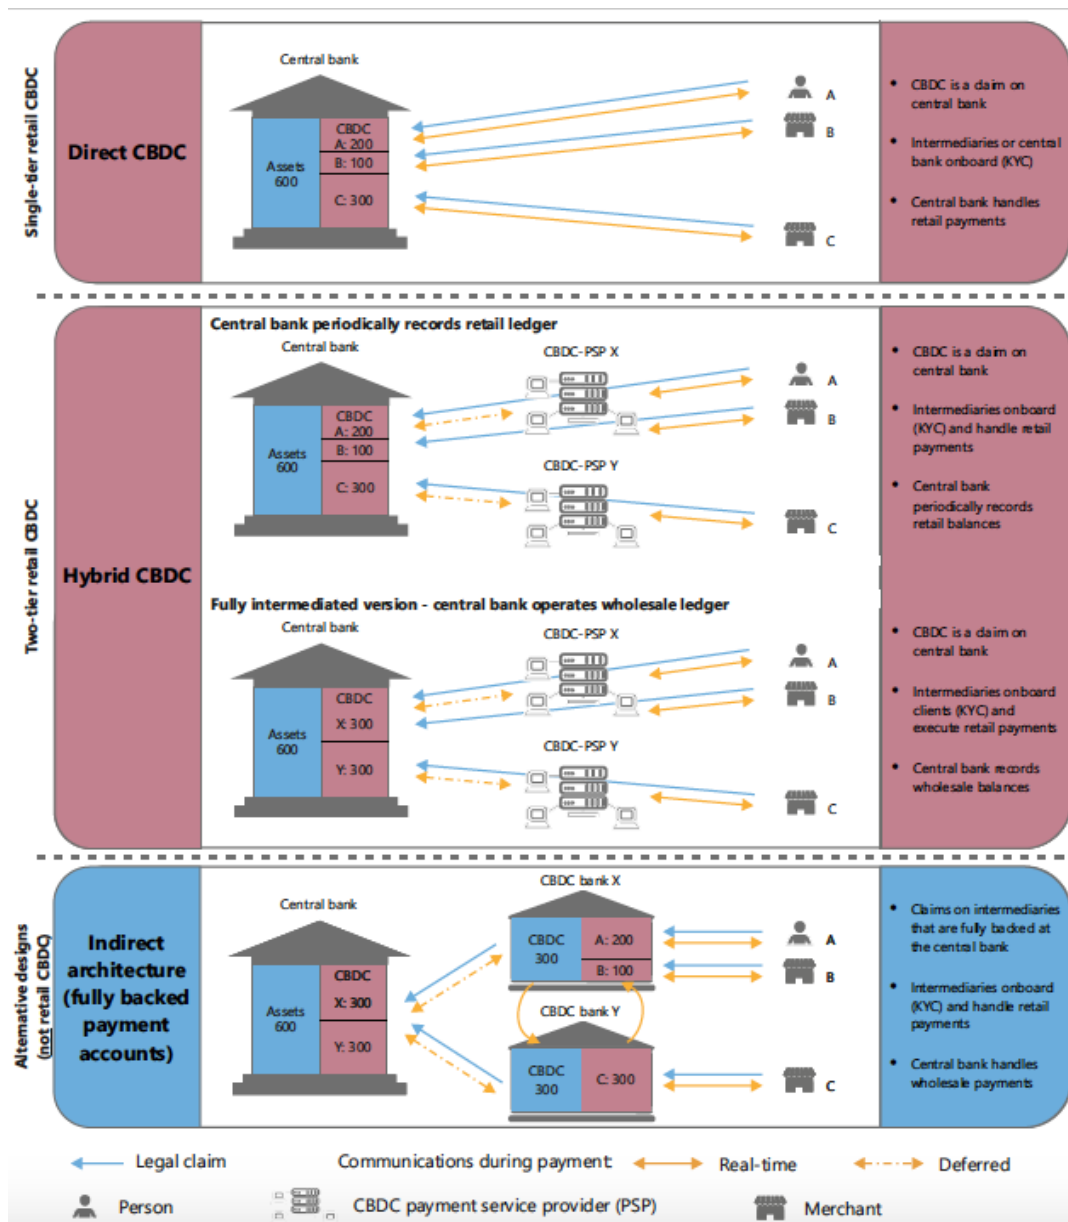 Single-tier retail CBDC
Direct CBDC
Central bank
Assets
600
CBDC
A: 200
B: 100
C: 300
A
B
C
• CBDC is a claim on
central bank
• Intermediaries or central
bank onboard (KYC)
• Central bank handles
retail payments
Two-tier retail CBDC
Hybrid CBDC
Central bank periodically records retail ledger
Central bank
Assets
600
CBDC
A: 200
B: 100
C: 300
CBDC-PSP X
CBDC-PSP Y
A
B
C
• CBDC is a claim on
central bank
• Intermediaries onboard
(KYC) and handle retail
payments
• Central bank
periodically records
retail balances
Fully intermediated version - central bank operates wholesale ledger
Central bank
Assets
600
CBDC
X: 300
Y: 300
CBDC-PSP X
CBDC-PSP Y
A
B
C
• CBDC is a claim on
central bank
• Intermediaries onboard
clients (KYC) and
execute retail payments
• Central bank records
wholesale balances
Alternative designs
(not retail CBDC)
Indirect
architecture
(fully backed
payment
accounts)
Central bank
Assets
600
CBDC
X: 300
Y: 300
CBDC bank X
CBDC
300
A: 200
B: 100
CBDC bank Y
CBDC
300
C: 300
A
B
C
• Claims on intermediaries
that are fully backed at
the central bank
• Intermediaries onboard
(KYC) and handle retail
payments
• Central bank handles
wholesale payments
Legal claim
Communications during payment:
Real-time
Deferred
Person
CBDC payment service provider (PSP)
Merchant